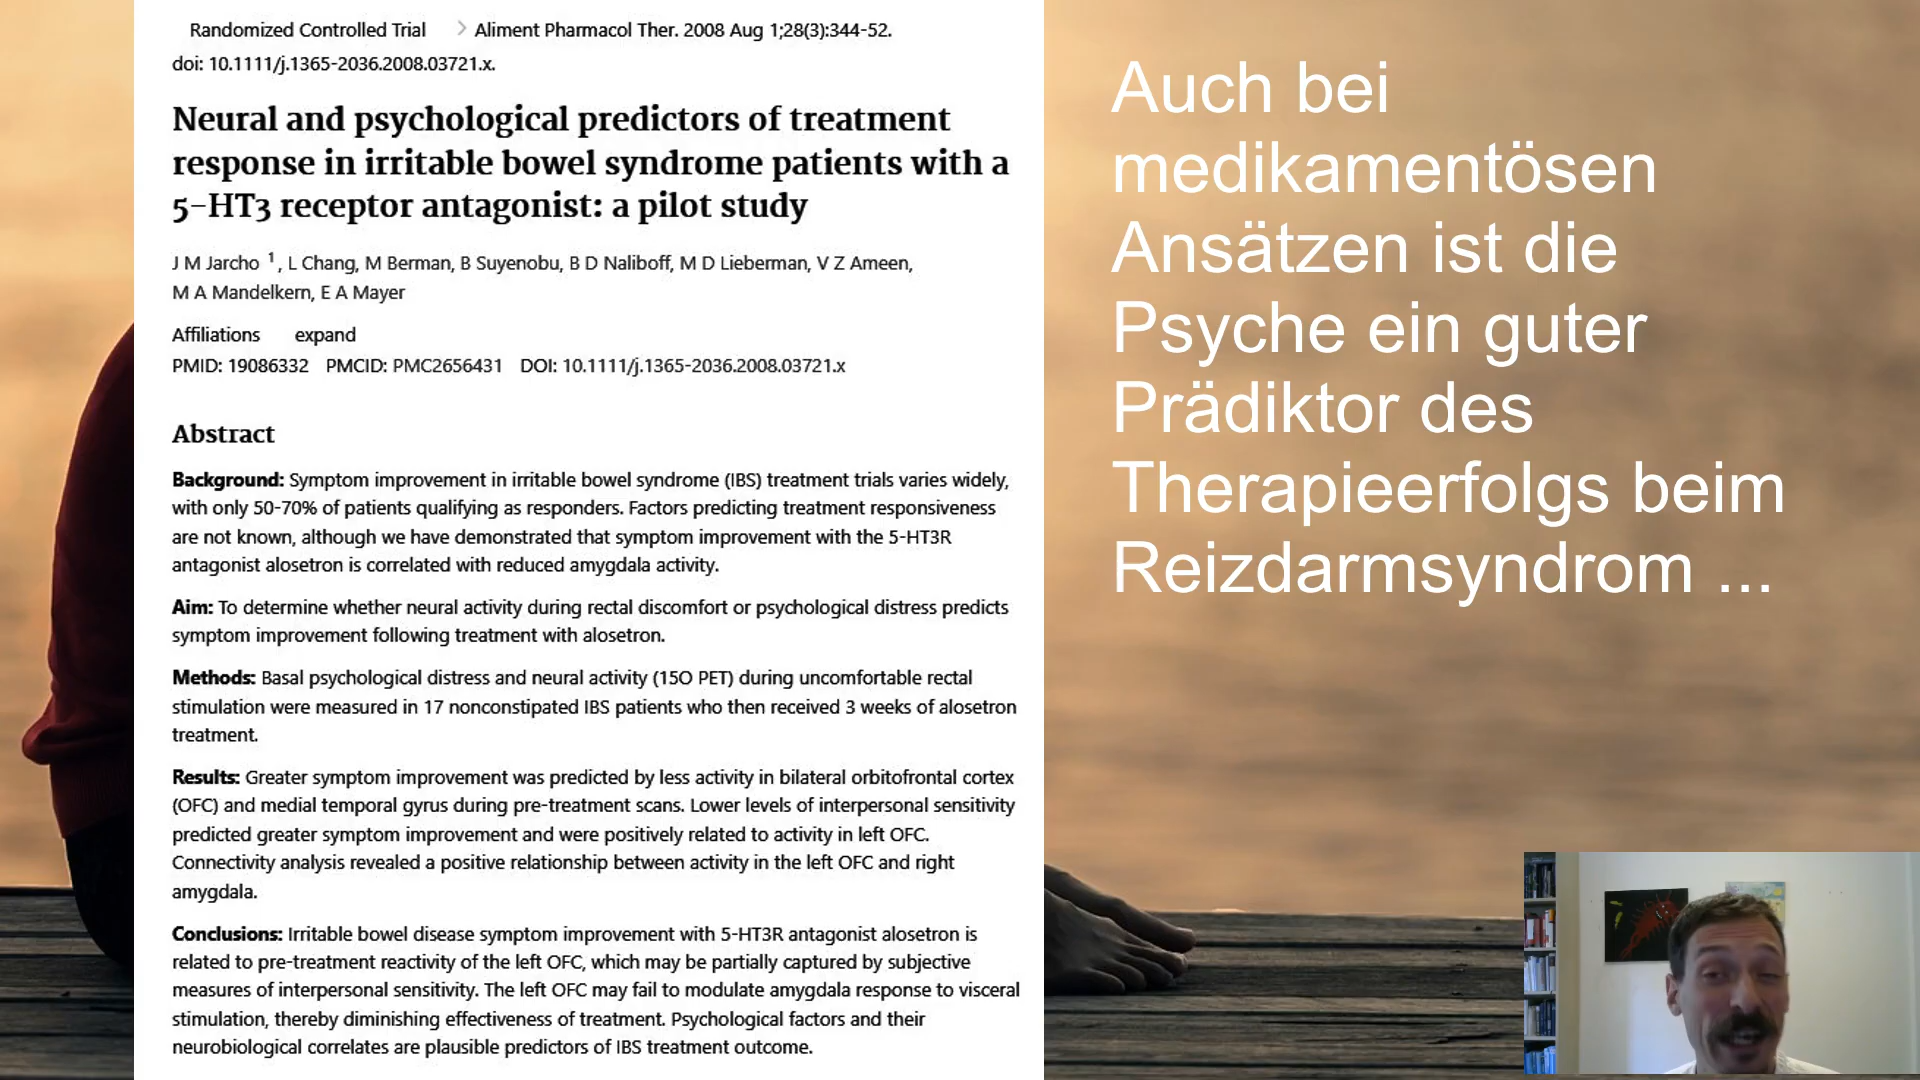 Randomized Controlled Trial > Aliment Pharmacol Ther. 2008 Aug 1;28(3):344-52.
doi: 10.1111/j.1365-2036.2008.03721.x.
Neural and psychological predictors of treatment
response in irritable bowel syndrome patients with a
5-HT3 receptor antagonist: a pilot study
J M Jarcho 1, L Chang, M Berman, B Suyenobu, B D Naliboff, M D Lieberman, V Z Ameen,
M A Mandelkern, E A Mayer
Affiliations expand
PMID: 19086332 PMCID: PMC2656431 DOI: 10.1111/j.1365-2036.2008.03721.x
Abstract
Background: Symptom improvement in irritable bowel syndrome (IBS) treatment trials varies widely,
with only 50-70% of patients qualifying as responders. Factors predicting treatment responsiveness
are not known, although we have demonstrated that symptom improvement with the 5-HT3R
antagonist alosetron is correlated with reduced amygdala activity.
Aim: To determine whether neural activity during rectal discomfort or psychological distress predicts
symptom improvement following treatment with alosetron.
Methods: Basal psychological distress and neural activity (15O PET) during uncomfortable rectal
stimulation were measured in 17 nonconstipated IBS patients who then received 3 weeks of alosetron
treatment.
Results: Greater symptom improvement was predicted by less activity in bilateral orbitofrontal cortex
(OFC) and medial temporal gyrus during pre-treatment scans. Lower levels of interpersonal sensitivity
predicted greater symptom improvement and were positively related to activity in left OFC.
Connectivity analysis revealed a positive relationship between activity in the left OFC and right
amygdala.
Conclusions: Irritable bowel disease symptom improvement with 5-HT3R antagonist alosetron is
related to pre-treatment reactivity of the left OFC, which may be partially captured by subjective
measures of interpersonal sensitivity. The left OFC may fail to modulate amygdala response to visceral
stimulation, thereby diminishing effectiveness of treatment. Psychological factors and their
neurobiological correlates are plausible predictors of IBS treatment outcome.
Auch bei
medikamentösen
Ansätzen ist die
Psyche ein guter
Prädiktor des
Therapieerfolgs beim
Reizdarmsyndrom ...